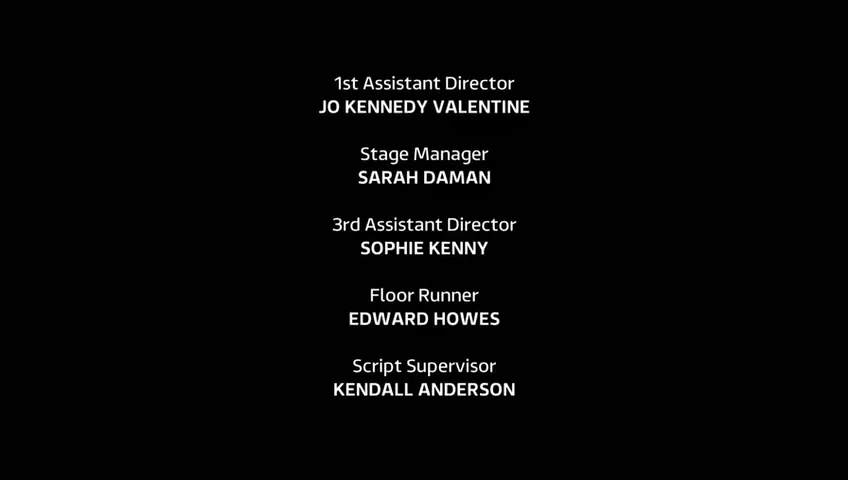 1st Assistant Director
JO KENNEDY VALENTINE
Stage Manager
SARAH DAMAN
3rd Assistant Director
SOPHIE KENNY
Floor Runner
EDWARD HOWES
Script Supervisor
KENDALL ANDERSON